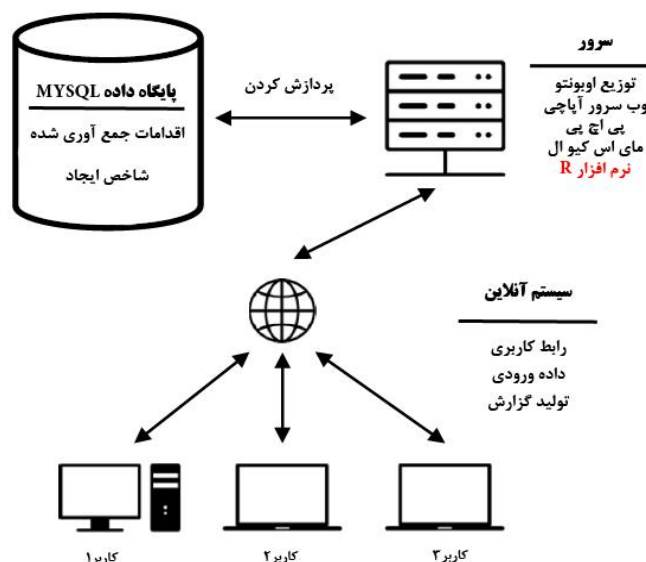 سرور
توزیع اوبونتو
وب سرور آپاچی
پی اچ پی
مای اس کیو ال
نرم افزار R
پردازش کردن
پایگاه داده MYSQL
اقدامات جمع آوری شده
شاخص ایجاد
سیستم آنلاین
رابط کاربری
داده ورودی
تولید گزارش
کاربر۱
کاربر۲
کاربر۳